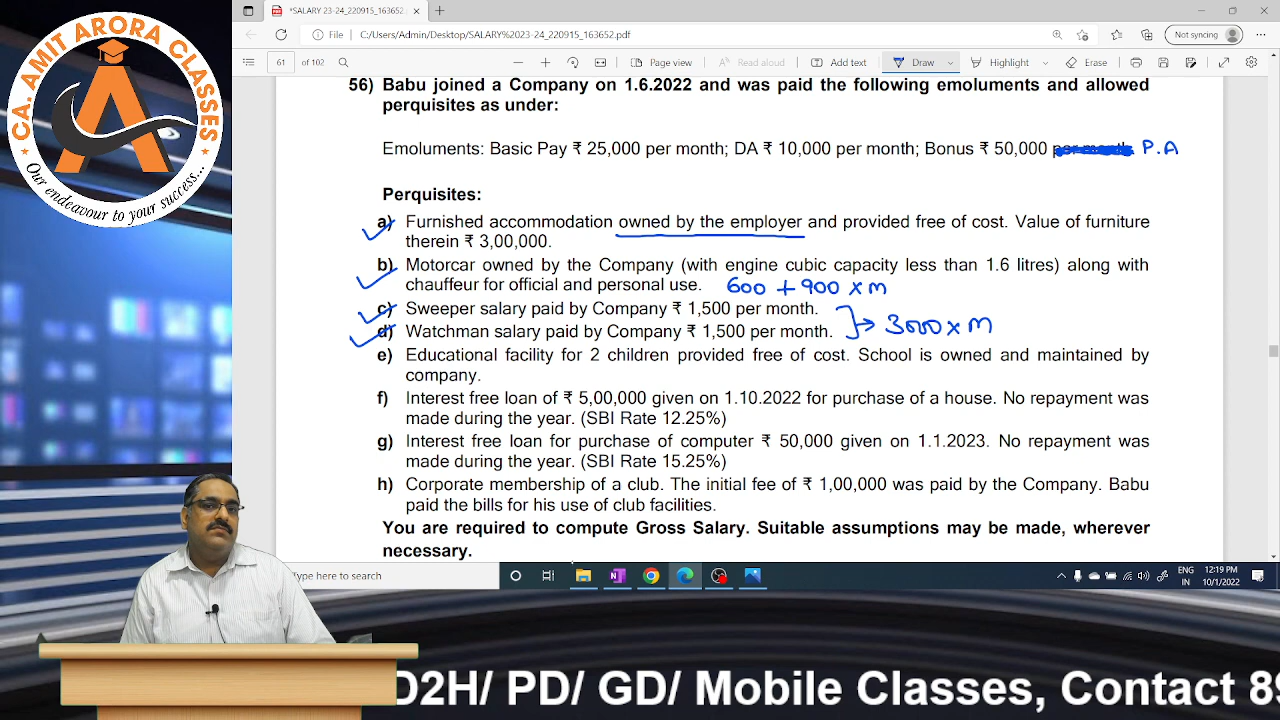 CA. AMIT ARORA CLASSES
Our endeavour to your success...
*SALARY 23-24_220915_163652.
File
C:/Users/Admin/Desktop/SALARY%2023-24_220915_163652.pdf
Not syncing
61
of 102
Page view
Read aloud
Add text
Draw
Highlight
Erase
56) Babu joined a Company on 1.6.2022 and was paid the following emoluments and allowed
perquisites as under:
Emoluments: Basic Pay ₹ 25,000 per month; DA ₹ 10,000 per month; Bonus ₹ 50,000 per month. P.A
Perquisites:
a) Furnished accommodation owned by the employer and provided free of cost. Value of furniture
therein ₹ 3,00,000.
b) Motorcar owned by the Company (with engine cubic capacity less than 1.6 litres) along with
chauffeur for official and personal use. 600 + 900 x m
c) Sweeper salary paid by Company ₹ 1,500 per month.
d) Watchman salary paid by Company ₹ 1,500 per month. 3000 x m
e) Educational facility for 2 children provided free of cost. School is owned and maintained by
company.
f) Interest free loan of ₹ 5,00,000 given on 1.10.2022 for purchase of a house. No repayment was
made during the year. (SBI Rate 12.25%)
g) Interest free loan for purchase of computer ₹ 50,000 given on 1.1.2023. No repayment was
made during the year. (SBI Rate 15.25%)
h) Corporate membership of a club. The initial fee of ₹ 1,00,000 was paid by the Company. Babu
paid the bills for his use of club facilities.
You are required to compute Gross Salary. Suitable assumptions may be made, wherever
necessary.
Type here to search
ENG
IN
12:19 PM
10/1/2022
D2H/ PD/ GD/ Mobile Classes, Contact 89